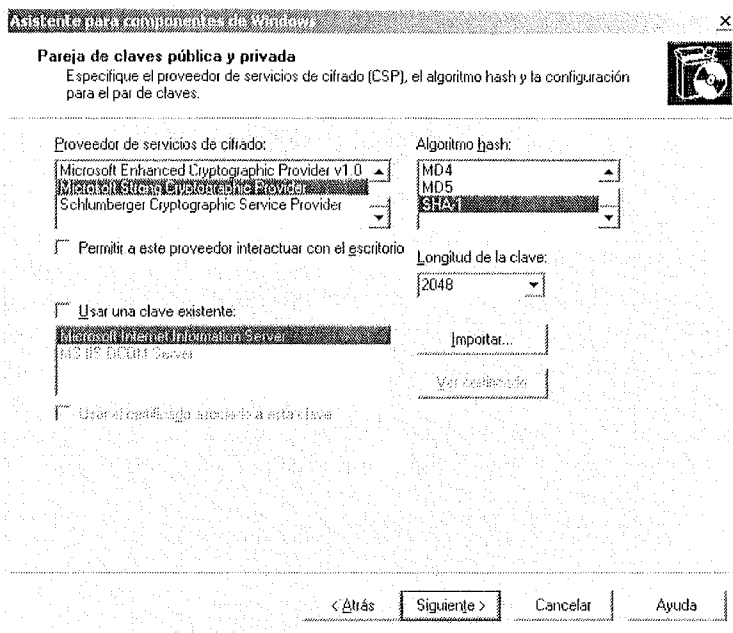 Asistente para componentes de Windows
Pareja de claves pública y privada
Especifique el proveedor de servicios de cifrado (CSP), el algoritmo hash y la configuración
para el par de claves.
Proveedor de servicios de cifrado:
Microsoft Enhanced Cryptographic Provider v1.0
Microsoft Strong Cryptographic Provider
Schlumberger Cryptographic Service Provider
Permitir a este proveedor interactuar con el escritorio
Algoritmo hash:
MD4
MD5
SHA-1
Longitud de la clave:
2048
Usar una clave existente:
Microsoft Internet Information Server
MS IIS DCOM Server
Importar...
Ver certificado
Usar el certificado asociado a esta clave
< Atrás
Siguiente >
Cancelar
Ayuda